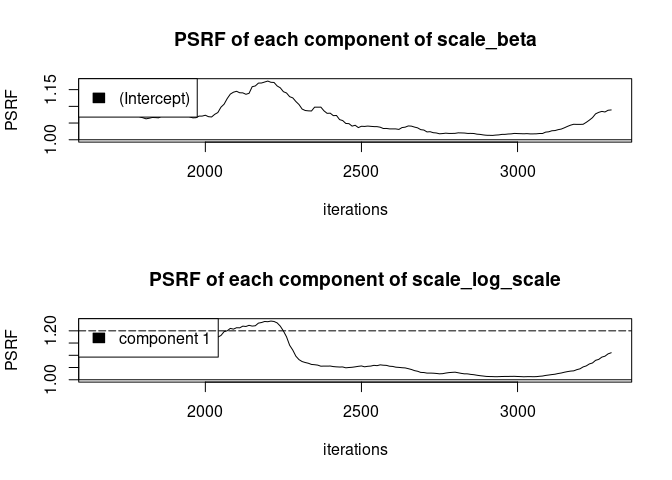 PSRF of each component of scale_beta
PSRF
1.15
1.00
(Intercept)
2000 2500 3000
iterations
PSRF of each component of scale_log_scale
PSRF
1.20
1.00
component 1
2000 2500 3000
iterations